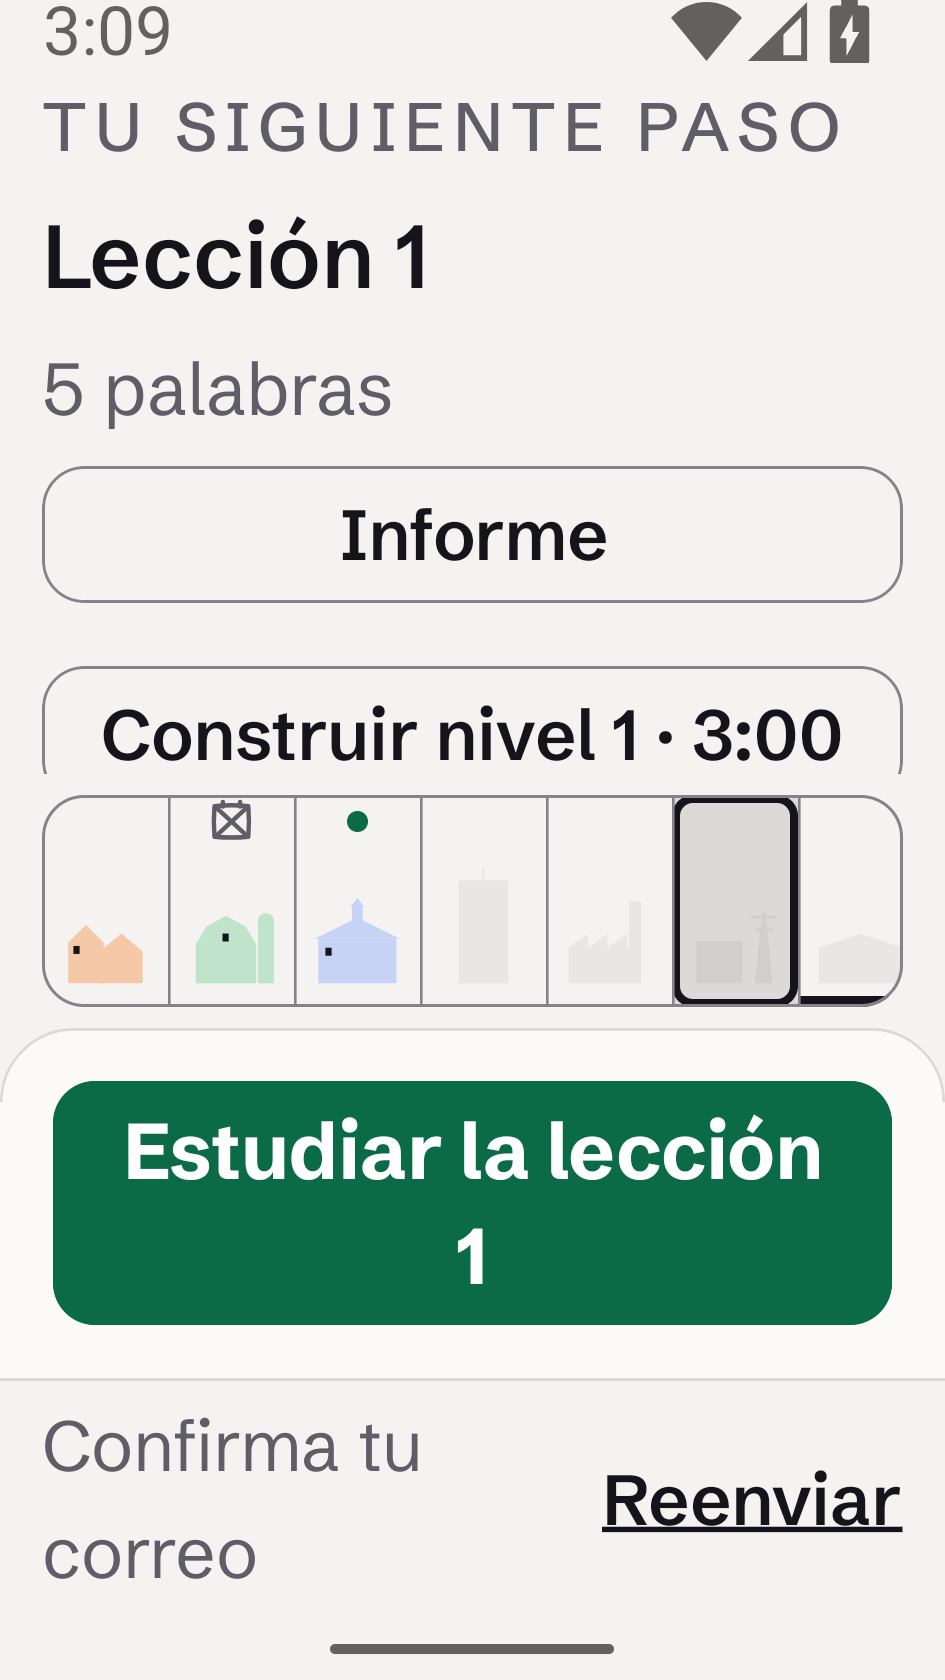 3:09
TU SIGUIENTE PASO
Lección 1
5 palabras
Informe
Construir nivel 1 · 3:00
Estudiar la lección
1
Confirma tu
correo
Reenviar